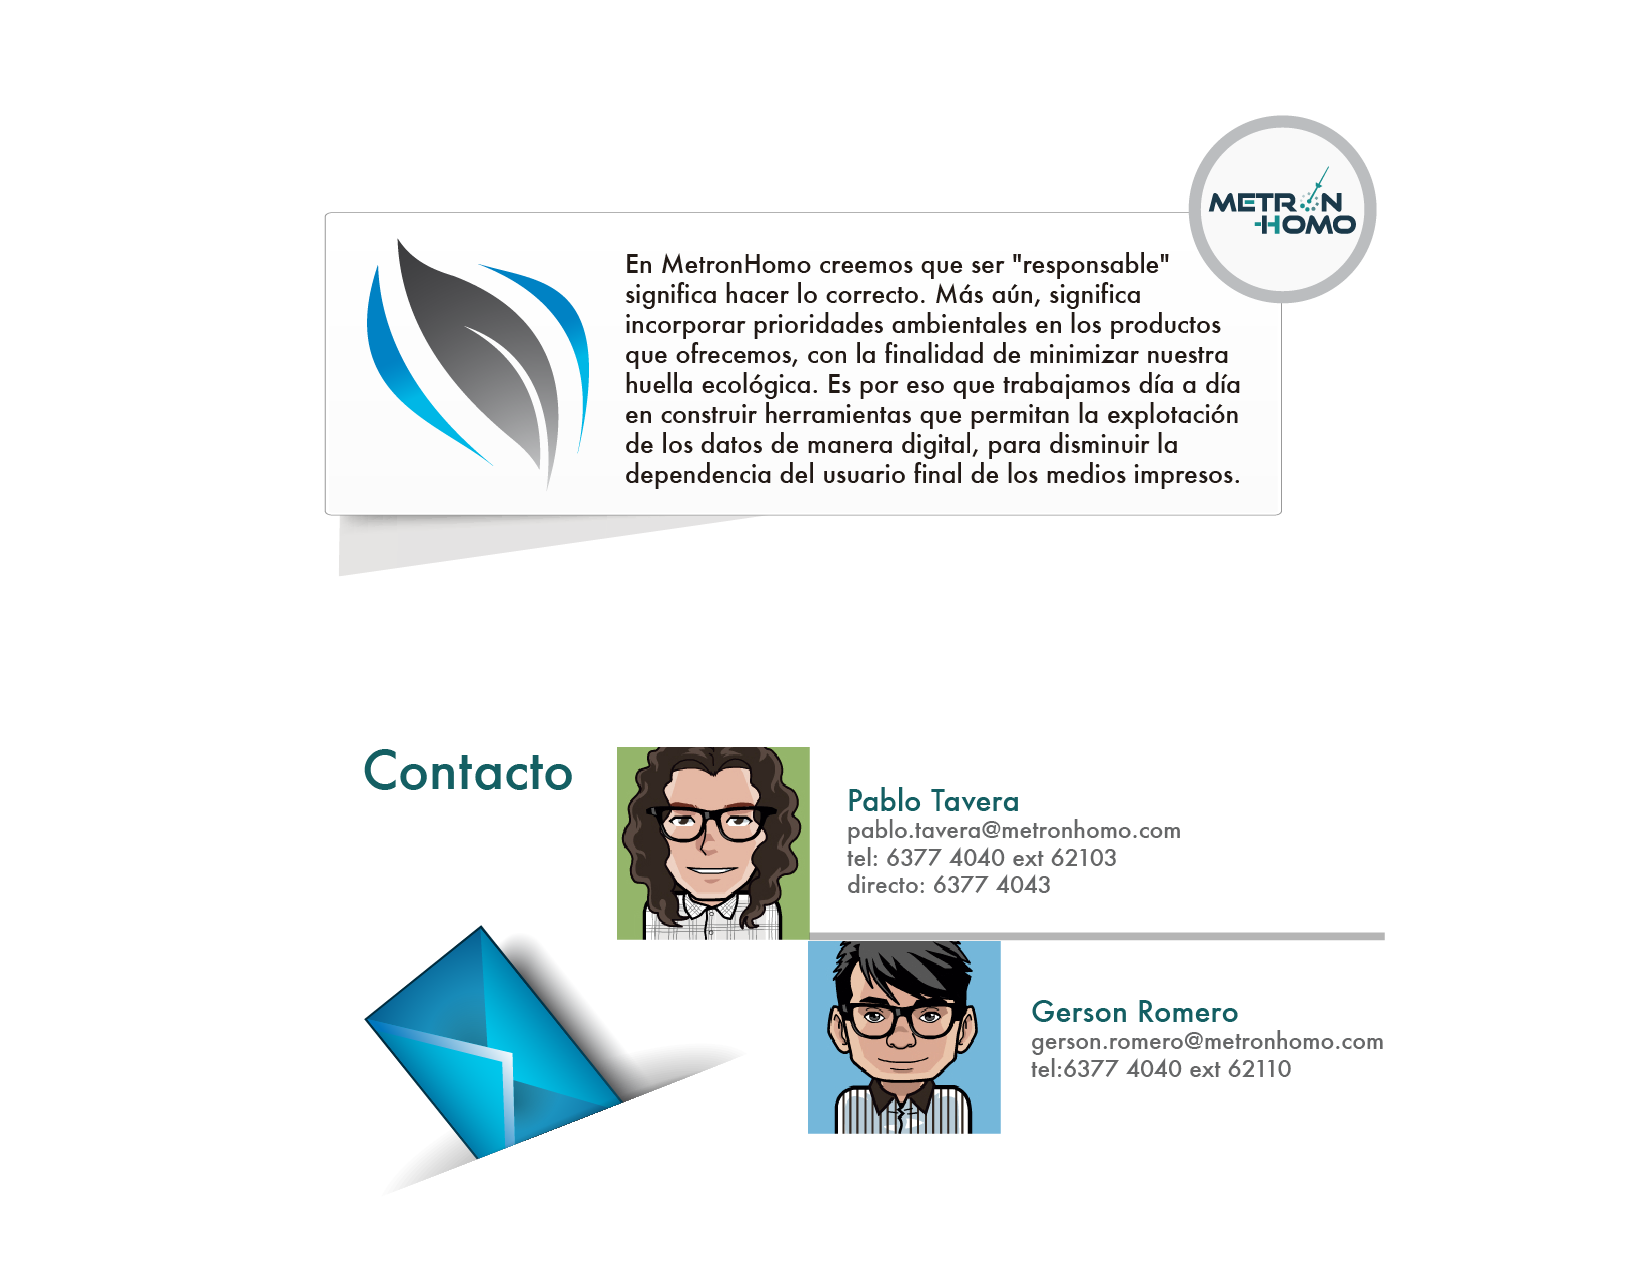 METRON
-HOMO
En MetronHomo creemos que ser "responsable"
significa hacer lo correcto. Más aún, significa
incorporar prioridades ambientales en los productos
que ofrecemos, con la finalidad de minimizar nuestra
huella ecológica. Es por eso que trabajamos día a día
en construir herramientas que permitan la explotación
de los datos de manera digital, para disminuir la
dependencia del usuario final de los medios impresos.
Contacto
Pablo Tavera
pablo.tavera@metronhomo.com
tel: 6377 4040 ext 62103
directo: 6377 4043
Gerson Romero
gerson.romero@metronhomo.com
tel:6377 4040 ext 62110